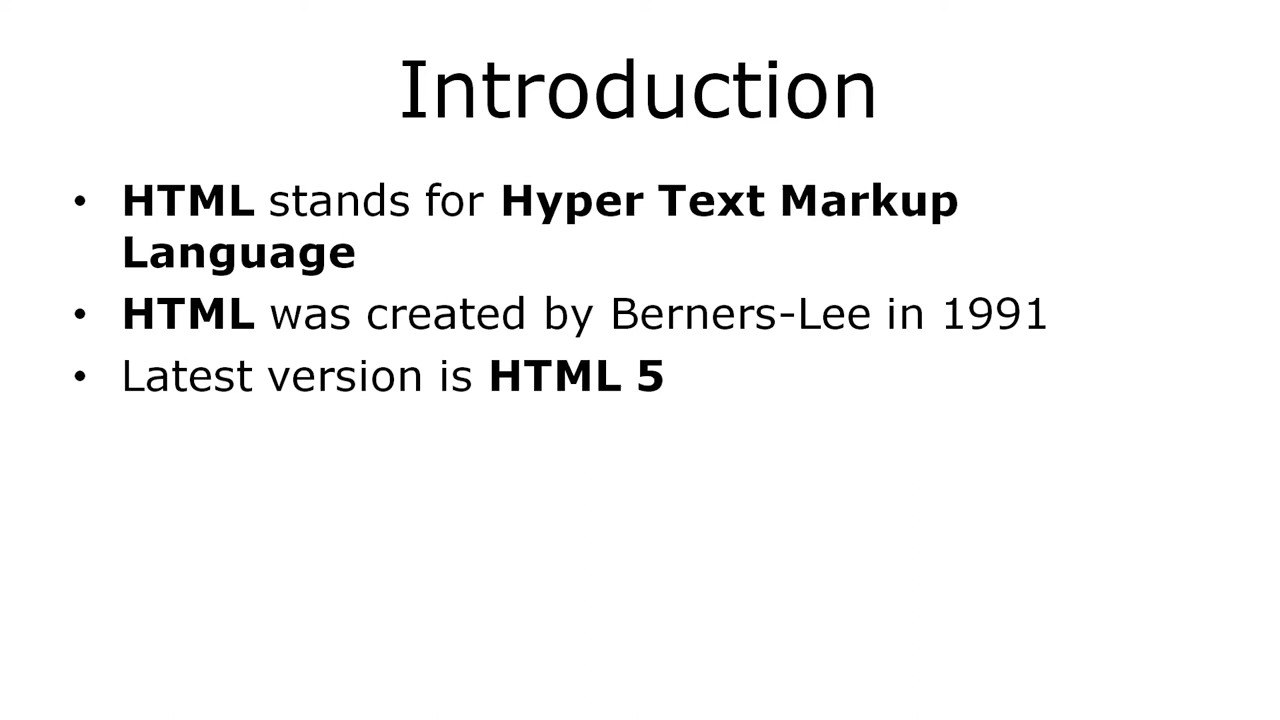 Introduction
• HTML stands for Hyper Text Markup
Language
• HTML was created by Berners-Lee in 1991
• Latest version is HTML 5